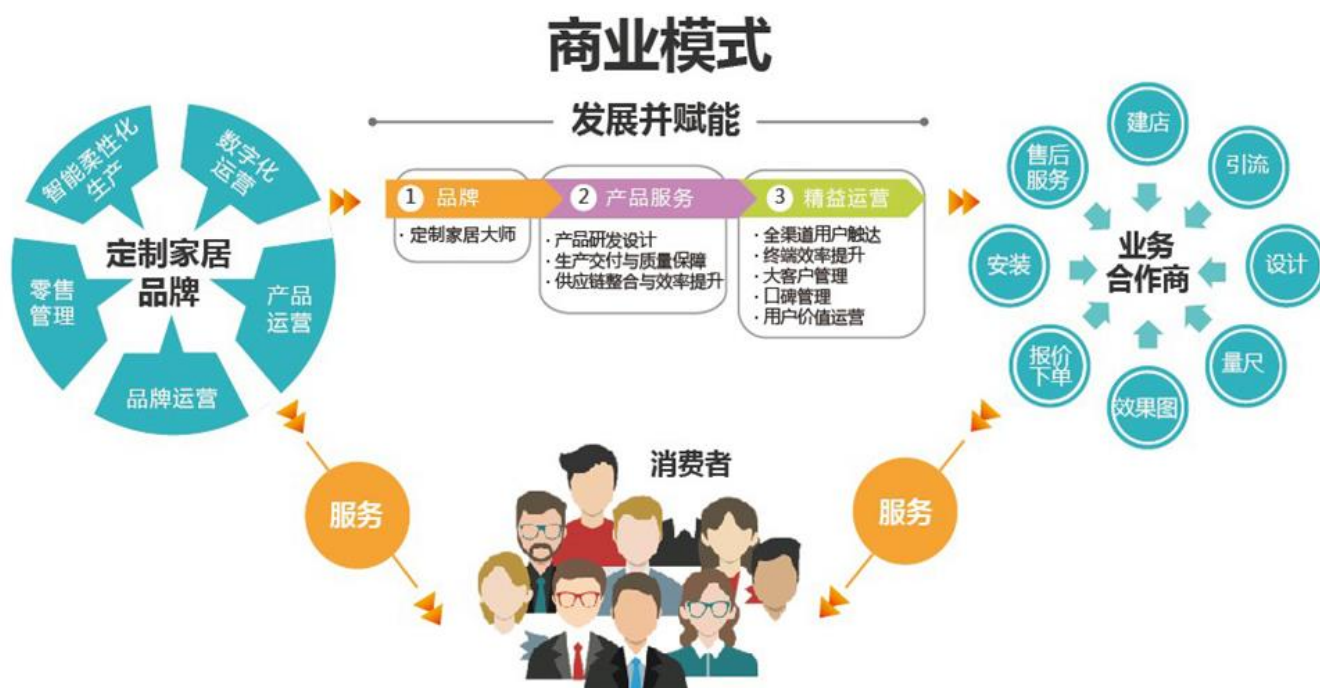 商业模式
发展并赋能
智能柔性化
生产
数字化
运营
零售
管理
产品
运营
品牌运营
定制家居
品牌
1 品牌
· 定制家居大师
2 产品服务
· 产品研发设计
· 生产交付与质量保障
· 供应链整合与效率提升
3 精益运营
· 全渠道用户触达
· 终端效率提升
· 大客户管理
· 口碑管理
· 用户价值运营
建店
引流
设计
量尺
效果图
报价
下单
安装
售后
服务
业务
合作商
服务
消费者
服务